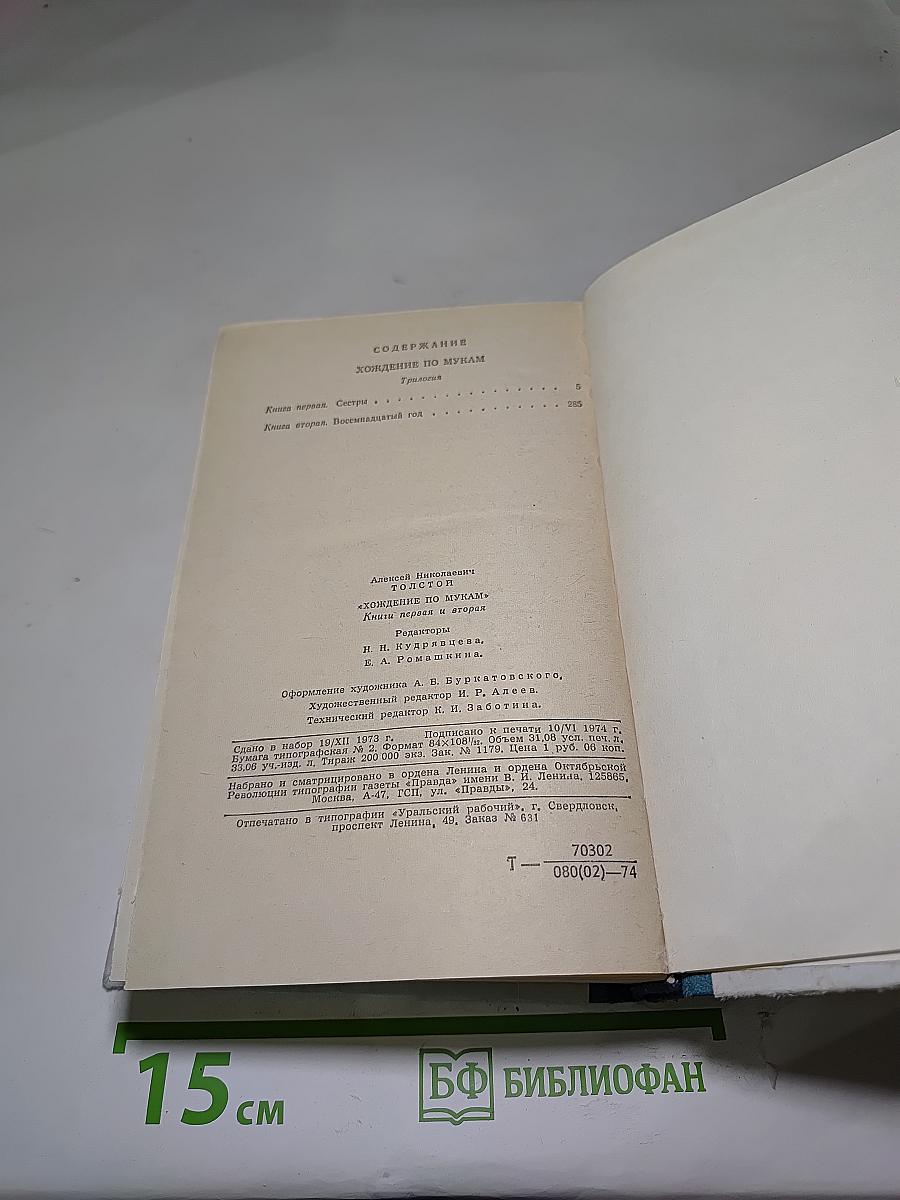 СОДЕРЖАНИЕ
ХОЖДЕНИЕ ПО МУКАМ
Трилогия
Книга первая. Сестры . . . . . . . . . . . . . . . . 5
Книга вторая. Восемнадцатый год . . . . . . . . . . . 285
Алексей Николаевич
ТОЛСТОЙ
«ХОЖДЕНИЕ ПО МУКАМ»
Книги первая и вторая
Редакторы
Н. Н. Кудрявцева,
Е. А. Ромашкина.
Оформление художника А. В. Буркатовского.
Художественный редактор И. Р. Алеев.
Технический редактор К. И. Заботина.
Сдано в набор 19/XII 1973 г. Подписано к печати 10/VI 1974 г.
Бумага типографская № 2. Формат 84×108¹/₃₂. Объем 31,08 усл. печ. л.
33,06 уч.-изд. л. Тираж 200 000 экз. Зак. № 1179. Цена 1 руб. 06 коп.
Набрано и сматрицировано в ордена Ленина и ордена Октябрьской
Революции типографии газеты «Правда» имени В. И. Ленина, 125865,
Москва, А-47, ГСП, ул. «Правды», 24.
Отпечатано в типографии «Уральский рабочий», г. Свердловск,
проспект Ленина, 49. Заказ № 631
Т — 70302
080(02)—74
15 см
БФ БИБЛИОФАН